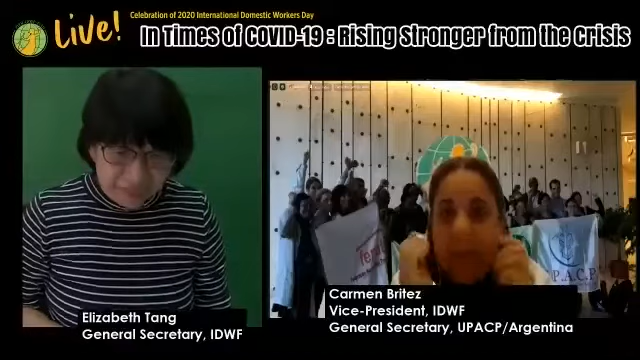 Live!
Celebration of 2020 International Domestic Workers Day
In Times of COVID-19 : Rising Stronger from the Crisis
P.A.C.P
Elizabeth Tang
General Secretary, IDWF
Carmen Britez
Vice-President, IDWF
General Secretary, UPACP/Argentina